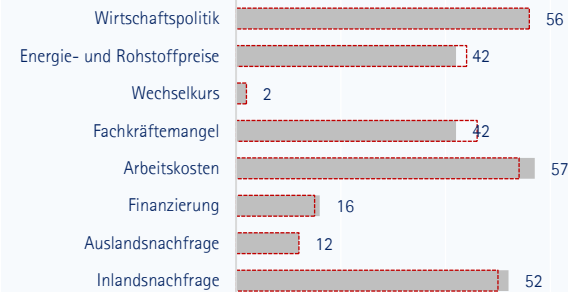 Wirtschaftspolitik 56
Energie- und Rohstoffpreise 42
Wechselkurs 2
Fachkräftemangel 42
Arbeitskosten 57
Finanzierung 16
Auslandsnachfrage 12
Inlandsnachfrage 52